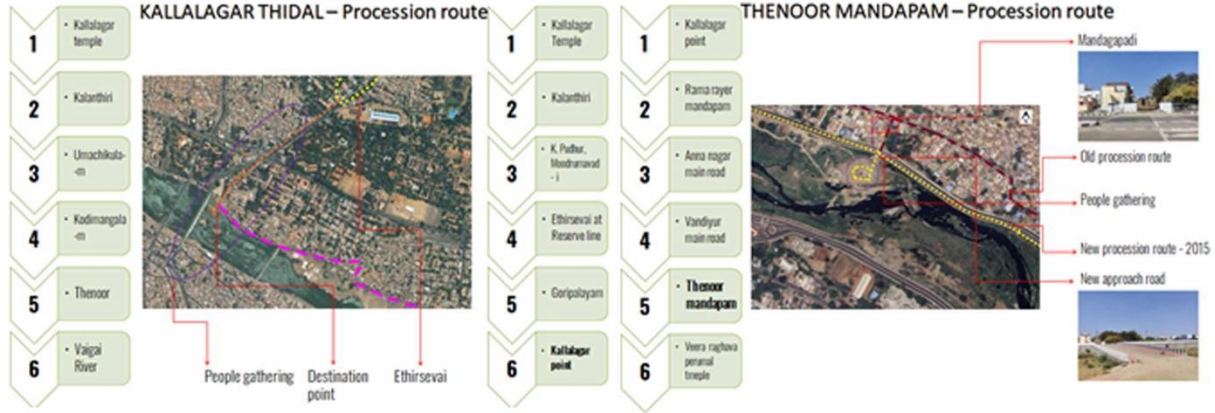 KALLALAGAR THIDAL – Procession route
1
• Kallalagar
temple
2
• Kalanthiri
3
• Umachikula-
-m
4
• Kodimangala
-m
5
• Thenoor
6
• Vaigai
River
People gathering
Destination
point
Ethirsevai
1
• Kallalagar
Temple
2
• Kalanthiri
3
• K. Pudhur,
Moondrumavad
- i
4
• Ethirsevai at
Reserve line
5
• Goripalayam
6
• Kallalagar
point
THENOOR MANDAPAM – Procession route
1
• Kallalagar
point
2
• Rama rayer
mandapam
3
• Anna nagar
main road
4
• Vandiyur
main road
5
• Thenoor
mandapam
6
• Veera raghava
perumal
tmeple
Mandagapadi
Old procession route
People gathering
New procession route - 2015
New approach road